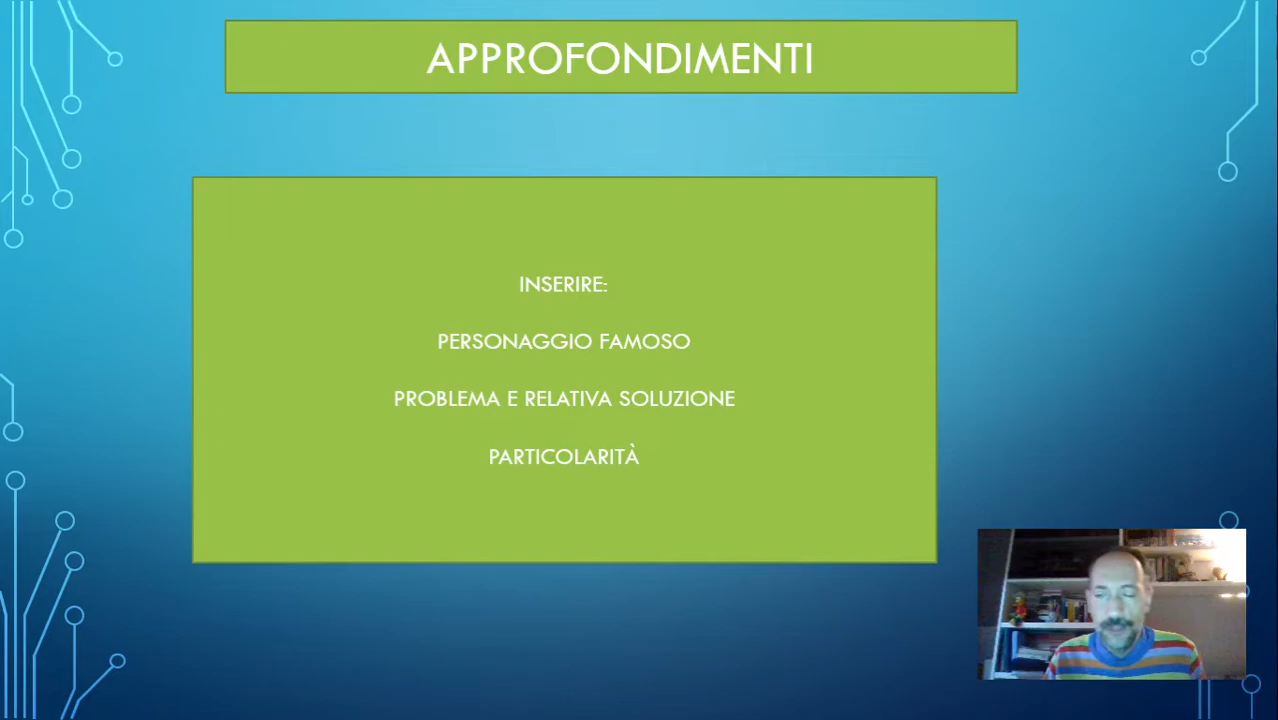 APPROFONDIMENTI
INSERIRE:
PERSONAGGIO FAMOSO
PROBLEMA E RELATIVA SOLUZIONE
PARTICOLARITÀ